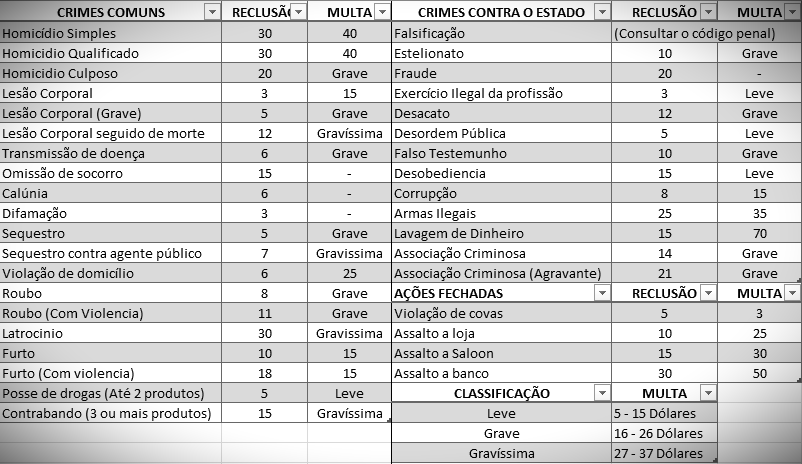 CRIMES COMUNS RECLUSÃO MULTA CRIMES CONTRA O ESTADO RECLUSÃO MULTA
Homicídio Simples 30 40 Falsificação (Consultar o código penal)
Homicidio Qualificado 30 40 Estelionato 10 Grave
Homicidio Culposo 20 Grave Fraude 20 -
Lesão Corporal 3 15 Exercício Ilegal da profissão 3 Leve
Lesão Corporal (Grave) 5 Grave Desacato 12 Grave
Lesão Corporal seguido de morte 12 Gravíssima Desordem Pública 5 Leve
Transmissão de doença 6 Grave Falso Testemunho 10 Grave
Omissão de socorro 15 - Desobediencia 15 Leve
Calúnia 6 - Corrupção 8 15
Difamação 3 - Armas Ilegais 25 35
Sequestro 5 Grave Lavagem de Dinheiro 15 70
Sequestro contra agente público 7 Gravissima Associação Criminosa 14 Grave
Violação de domicílio 6 25 Associação Criminosa (Agravante) 21 Grave
Roubo 8 Grave AÇÕES FECHADAS RECLUSÃO MULTA
Roubo (Com Violencia) 11 Grave Violação de covas 5 3
Latrocinio 30 Gravissima Assalto a loja 10 25
Furto 10 15 Assalto a Saloon 15 30
Furto (Com violencia) 18 15 Assalto a banco 30 50
Posse de drogas (Até 2 produtos) 5 Leve CLASSIFICAÇÃO MULTA
Contrabando (3 ou mais produtos) 15 Gravíssima Leve 5 - 15 Dólares
Grave 16 - 26 Dólares
Gravíssima 27 - 37 Dólares